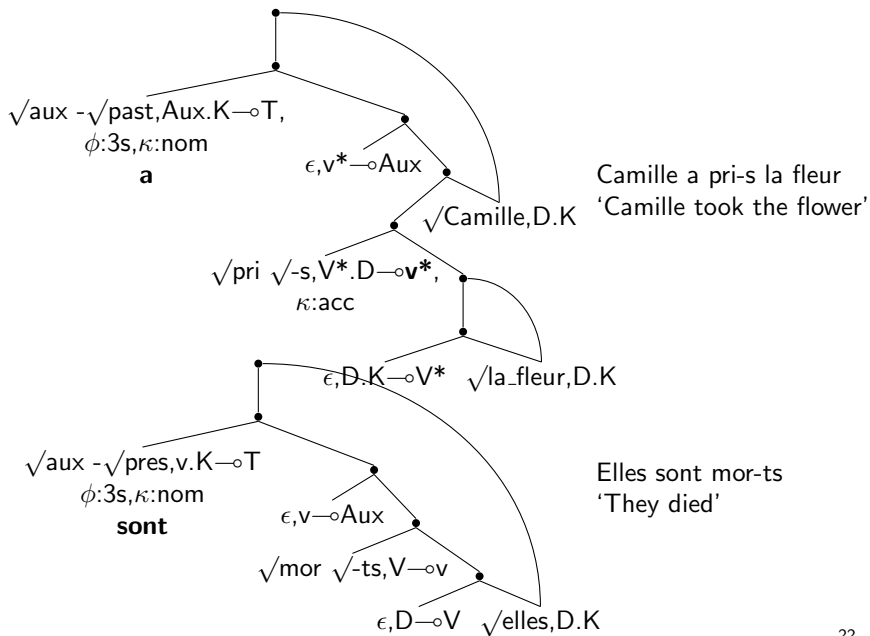 √aux -√past,Aux.K⊸T,
ϕ:3s,κ:nom
a
ϵ,v*⊸Aux
√Camille,D.K
Camille a pri-s la fleur
‘Camille took the flower’
√pri √-s,V*.D⊸v*,
κ:acc
ϵ,D.K⊸V* √la_fleur,D.K
√aux -√pres,v.K⊸T
ϕ:3s,κ:nom
sont
ϵ,v⊸Aux
Elles sont mor-ts
‘They died’
√mor √-ts,V⊸v
ϵ,D⊸V √elles,D.K
22